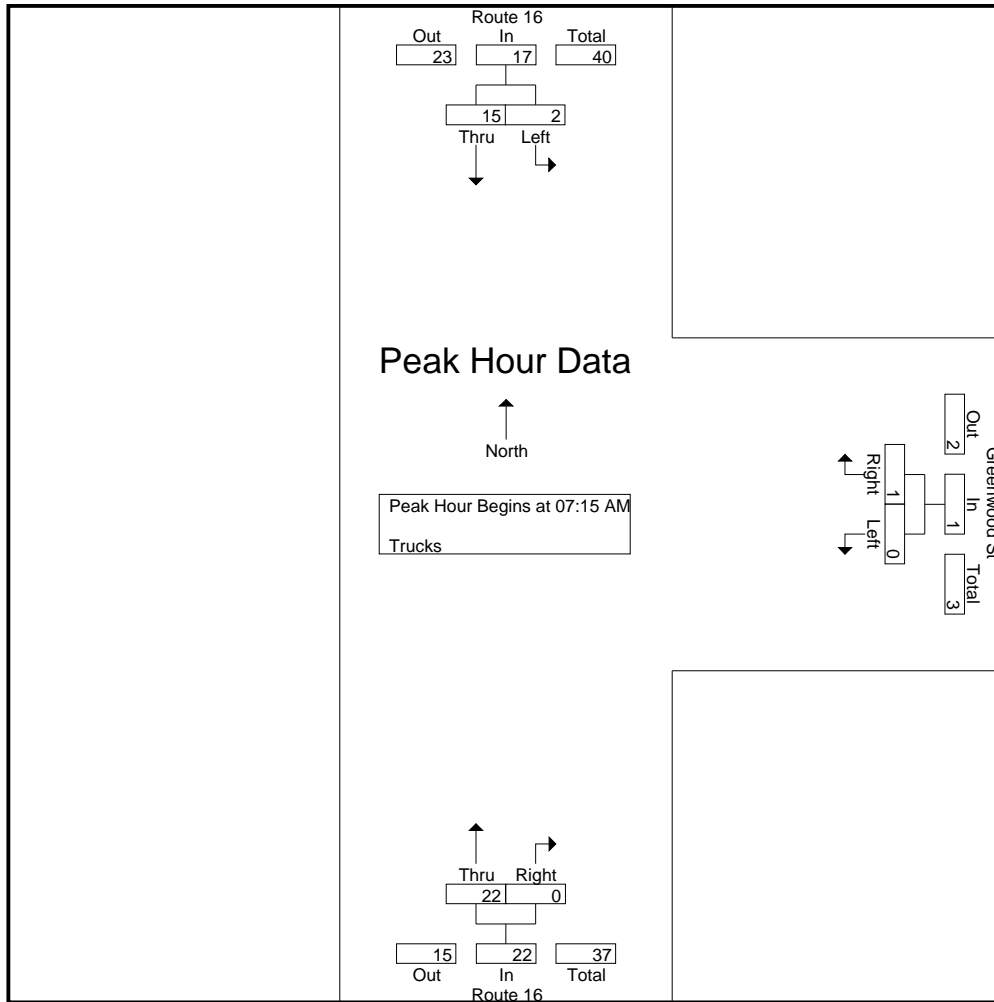 Route 16
Out In Total
23 17 40
15 2
Thru Left
Peak Hour Data
North
Peak Hour Begins at 07:15 AM
Trucks
Out In Total
2 1 3
Right Left
1 0
Greenwood St
Thru Right
22 0
15 22 37
Out In Total
Route 16